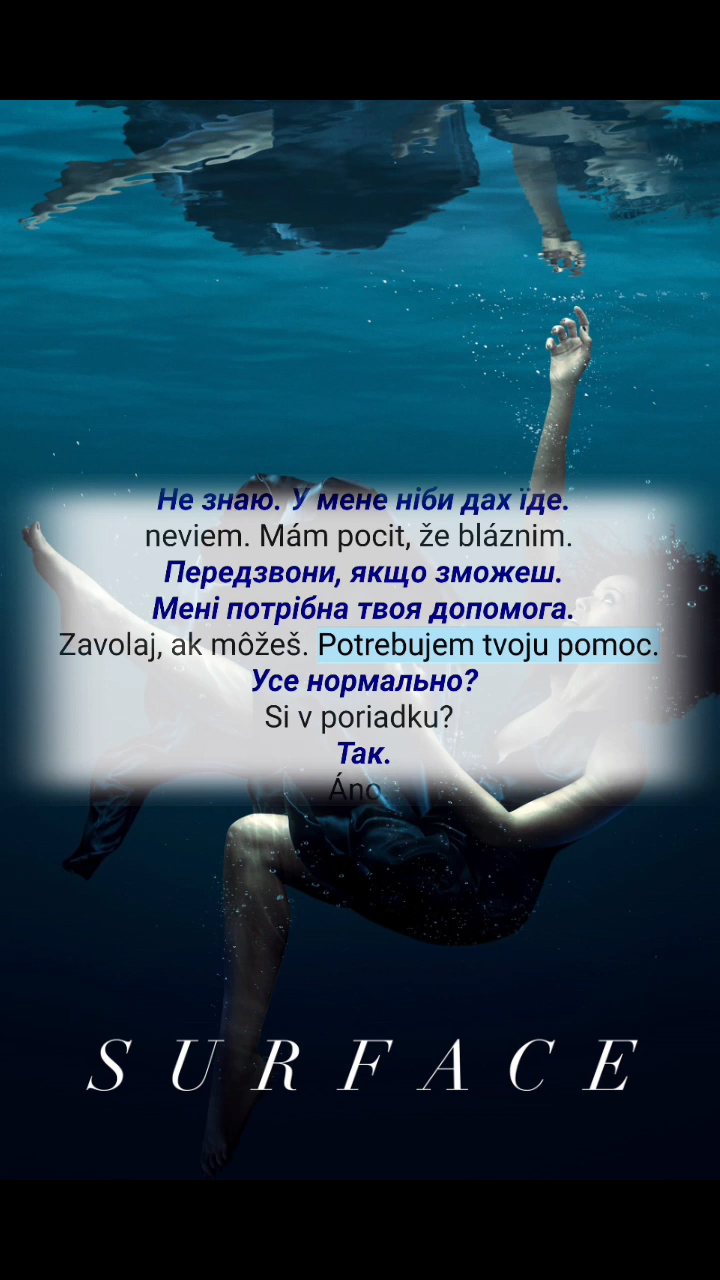 Не знаю. У мене ніби дах їде.
neviem. Mám pocit, že bláznim.
Передзвони, якщо зможеш.
Мені потрібна твоя допомога.
Zavolaj, ak môžeš. Potrebujem tvoju pomoc.
Усе нормально?
Si v poriadku?
Так.
Áno
SURFACE